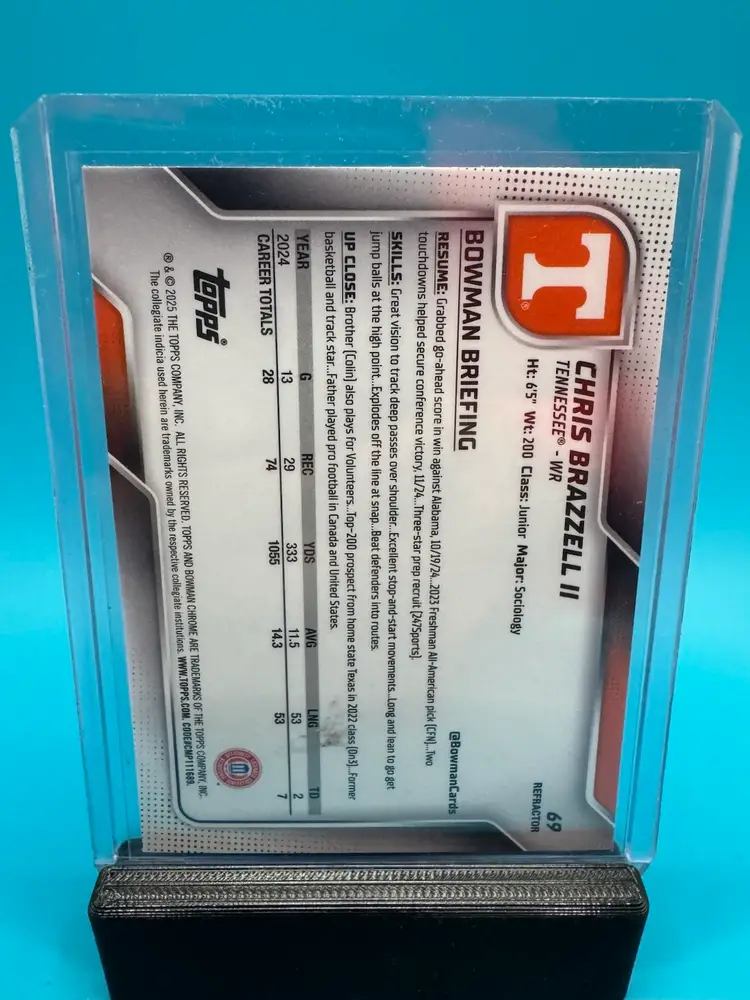 T®
69
REFRACTOR
CHRIS BRAZZELL II
TENNESSEE® - WR
Ht: 6'5" Wt: 200 Class: Junior Major: Sociology
BOWMAN BRIEFING
@BowmanCards
RESUME: Grabbed go-ahead score in win against Alabama, 10/19/24...2023 Freshman All-American pick (CFN)...Two
touchdowns helped secure conference victory, 11/24...Three-star prep recruit (247Sports).
SKILLS: Great vision to track deep passes over shoulder...Excellent stop-and-start movements...Long and lean to go get
jump balls at the high point...Explodes off the line at snap...Beat defenders into routes.
UP CLOSE: Brother (Colin) also plays for Volunteers...Top-200 prospect from home state Texas in 2022 class (On3)...Former
basketball and track star...Father played pro football in Canada and United States.
YEAR G REC YDS AVG LNG TD
2024 13 29 333 11.5 53 2
CAREER TOTALS 28 74 1055 14.3 53 7
topps®
® & © 2025 THE TOPPS COMPANY, INC. ALL RIGHTS RESERVED. TOPPS AND BOWMAN CHROME ARE TRADEMARKS OF THE TOPPS COMPANY, INC.
The collegiate indicia used herein are trademarks owned by the respective collegiate institutions. WWW.TOPPS.COM. CODE#CMP111689.